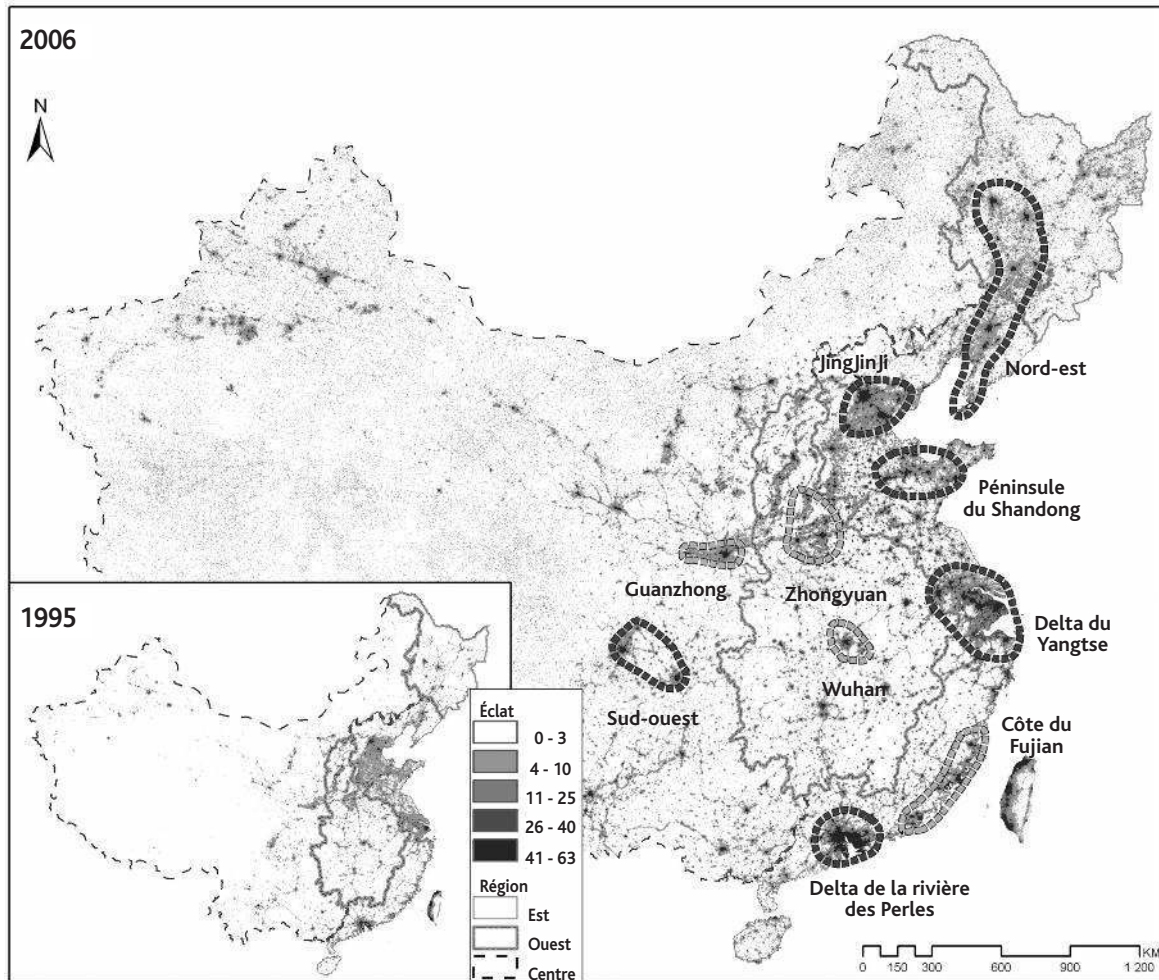 2006
N
JingJinJi
Nord-est
Péninsule
du Shandong
Guanzhong
Zhongyuan
Delta du
Yangtse
Wuhan
Sud-ouest
Côte du
Fujian
Delta de la rivière
des Perles
1995
Éclat
0 - 3
4 - 10
11 - 25
26 - 40
41 - 63
Région
Est
Ouest
Centre
KM
0 150 300 600 900 1 200